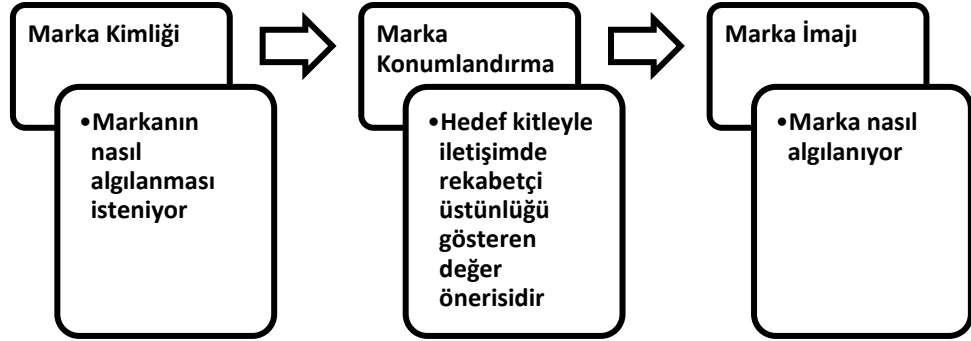 Marka Kimliği
•Markanın
nasıl
algılanması
isteniyor
Marka
Konumlandırma
•Hedef kitleyle
iletişimde
rekabetçi
üstünlüğü
gösteren
değer
önerisidir
Marka İmajı
•Marka nasıl
algılanıyor